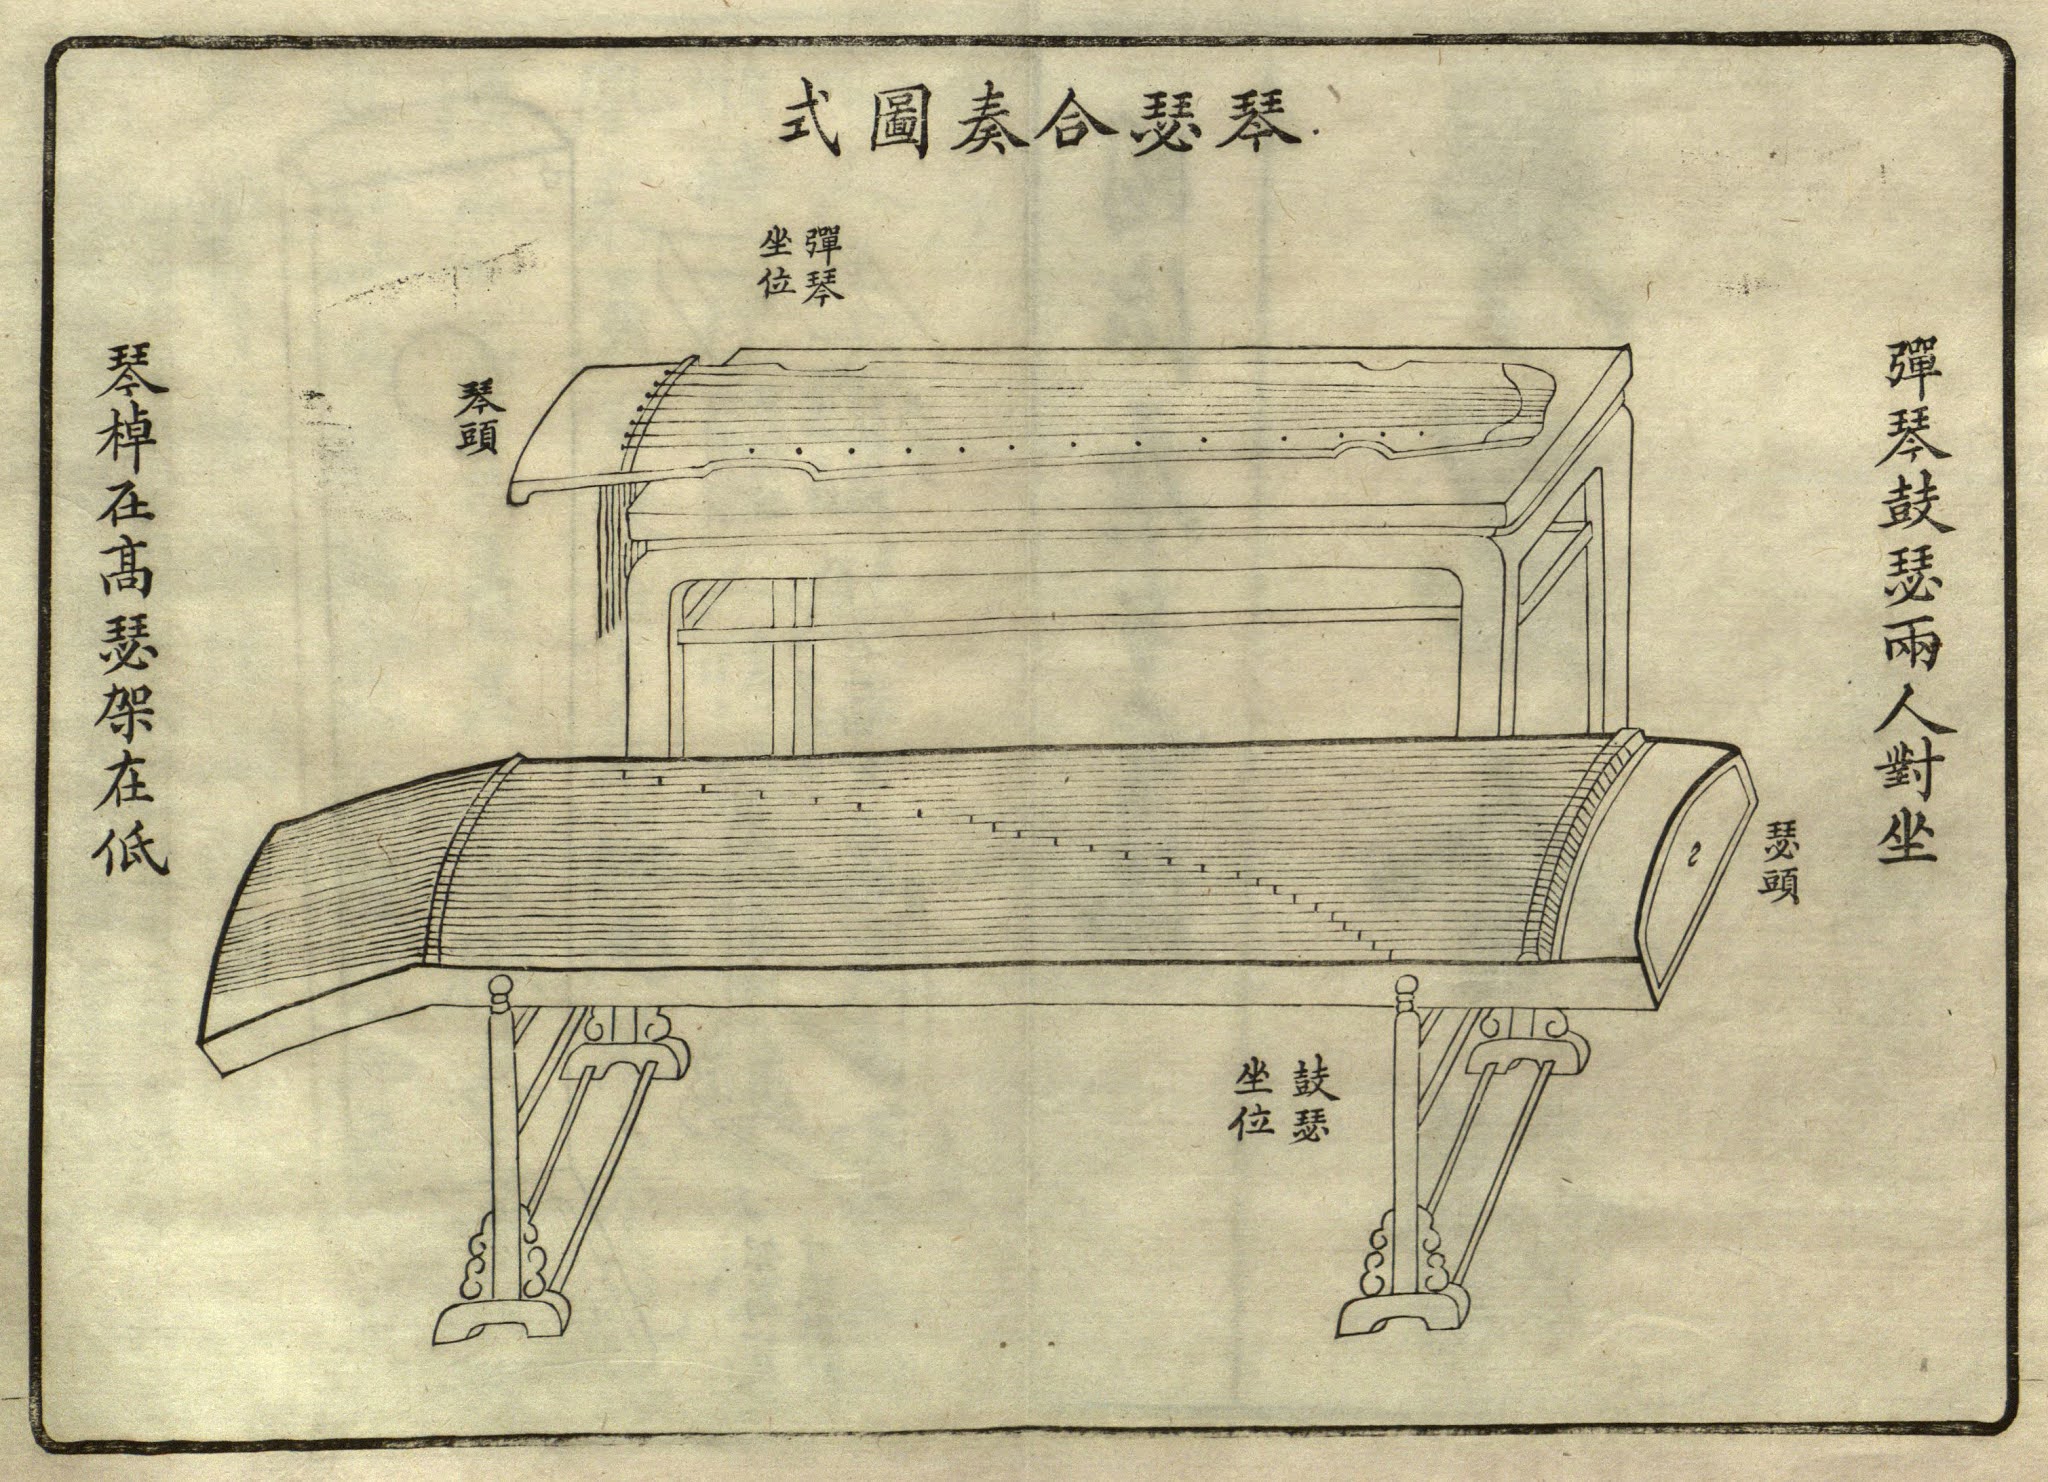 琴瑟合奏圖式
彈琴鼓瑟兩人對坐
彈琴
坐位
琴頭
瑟頭
鼓瑟
坐位
琴棹在高瑟架在低